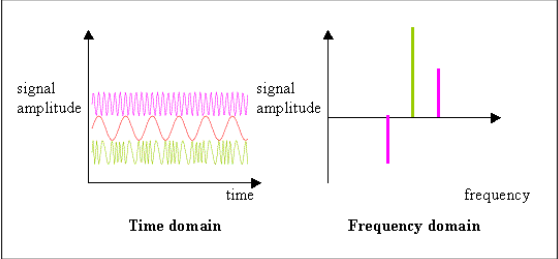 signal
amplitude
time
Time domain
signal
amplitude
frequency
Frequency domain